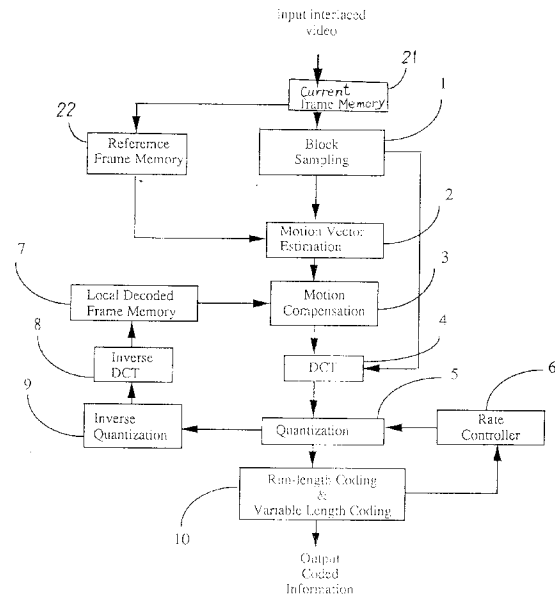 Input interlaced
video
21
Current
Frame Memory
22
1
Reference
Frame Memory
Block
Sampling
2
Motion Vector
Estimation
7
3
Local Decoded
Frame Memory
Motion
Compensation
8
4
Inverse
DCT
DCT
6
9
5
Inverse
Quantization
Quantization
Rate
Controller
Run-length Coding
&
Variable Length Coding
10
Output
Coded
Information